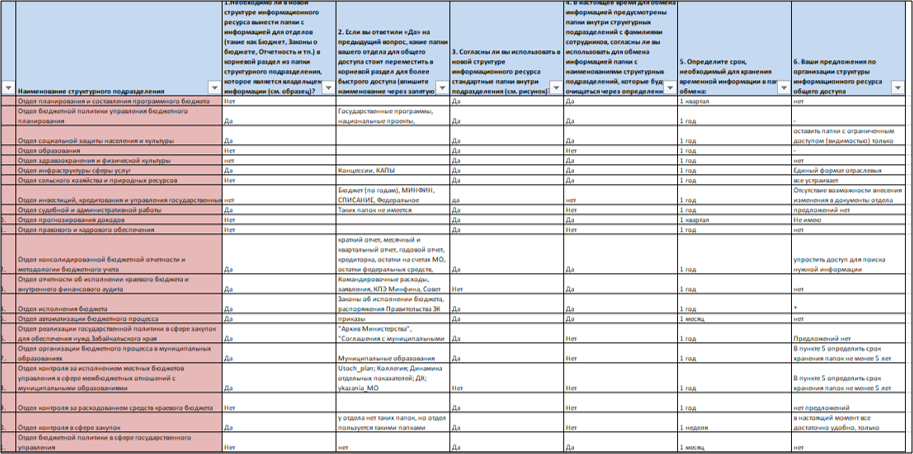 1.Необходимо ли в новой
структуре информационного
ресурса вынести папки с
информацией для отделов
(такие как Бюджет, Законы о
бюджете, Отчетность и тп.) в
корневой раздел из папки
структурного подразделения,
которое является владельцем
информации (см. образец)?
2. Если вы ответили «Да» на
предыдущий вопрос, какие папки
вашего отдела для общего
доступа стоит переместить в
корневой раздел для более
быстрого доступа (впишите
наименование через запятую
3. Согласны ли вы использовать в
новой структуре
информационного ресурса
стандартные папки внутри
подразделения (см. рисунок)?
4. В настоящее время для обмена
информацией предусмотрены
папки внутри структурных
подразделений с фамилиями
сотрудников, согласны ли вы
использовать для обмена
информацией папки с
наименованиями структурных
подразделений, которые буд
очищаться через определенн
5. Определите срок,
необходимый для хранения
временной информации в пап
обмена:
6. Ваши предложения по
организации структуры
информационного ресурса
общего доступа
Наименование структурного подразделения
Отдел планирования и составления программного бюджета Нет Да Да 1 квартал нет
Отдел бюджетной политики управления бюджетного
планирования Да
Государственные программы,
национальные проекты, Да Да 1 год -
Отдел социальной защиты населения и культуры Да Да Да 1 год
оставить папки с ограниченным
доступом (видимостью) только
Отдел образования Нет Да Нет 1 год -
Отдел здравоохранения и физической культуры нет Да Да 1 год нет
Отдел инфраструктуры сферы услуг Да Концессии, КАПЫ Да Да 1 год Единый формат отраслевых
Отдел сельского хозяйства и природных ресурсов Нет Да Да 1 год все устраивает
Отдел инвестиций, кредитования и управления государственны нет
Бюджет (по годам), МИНФИН,
СПИСАНИЕ, Федеральное да нет 1 год
Отсутствие возможности внесения
изменения в документы отдела
Отдел судебной и административной работы Да Таких папок не имеется Да Нет 1 год предложений нет
Отдел прогнозирования доходов Нет Да Да 1 квартал Не имею
1. Отдел правового и кадрового обеспечения Нет Да Нет 1 год нет
Отдел консолидированной бюджетной отчетности и
методологии бюджетного учета Да
краткий отчет, месячный и
квартальный отчет, годовой отчет,
кредиторка, остатки на счетах МО,
остатки федеральных средств, Да Да 1 год
упростить доступ для поиска
нужной информации
Отдел отчетности об исполнении краевого бюджета и
внутреннего финансового аудита Да
Командировочные расходы,
заявления, КПЭ Минфина, Совет Нет Да 1 год нет
Отдел исполнения бюджета Да
Законы об исполнении бюджета,
распоряжения Правительства ЗК Да Да 1 год
Отдел автоматизации бюджетного процесса Да приказы Да Да 1 месяц нет
Отдел реализации государственной политики в сфере закупок
для обеспечения нужд Забайкальского края Да
"Архив Министерства",
"Соглашения с муниципальными Да Нет 1 год Предложений нет
Отдел организации бюджетного процесса в муниципальных
образованиях Да Муниципальные образования Да Нет 1 год
В пункте 5 определить срок
хранения папок не менее 5 лет
Отдел контроля за исполнением местных бюджетов
управления в сфере межбюджетных отношений с
муниципальными образованиями Да
Utoch_plan; Коллегия; Динамика
отдельных показателей; ДК;
ykazania_MO Нет Нет 1 год
В пункте 5 определить срок
хранения папок не менее 5 лет
Отдел контроля за расходованием средств краевого бюджета Нет Да Нет 1 год нет предложений
Отдел контроля в сфере закупок Да
у отдела нет таких папок, но отдел
пользуется такими папками Да Нет 1 неделя
в настоящий момент все
достаточно удобно, только
Отдел бюджетной политики в сфере государственного
управления Нет нет Да Да 1 месяц нет